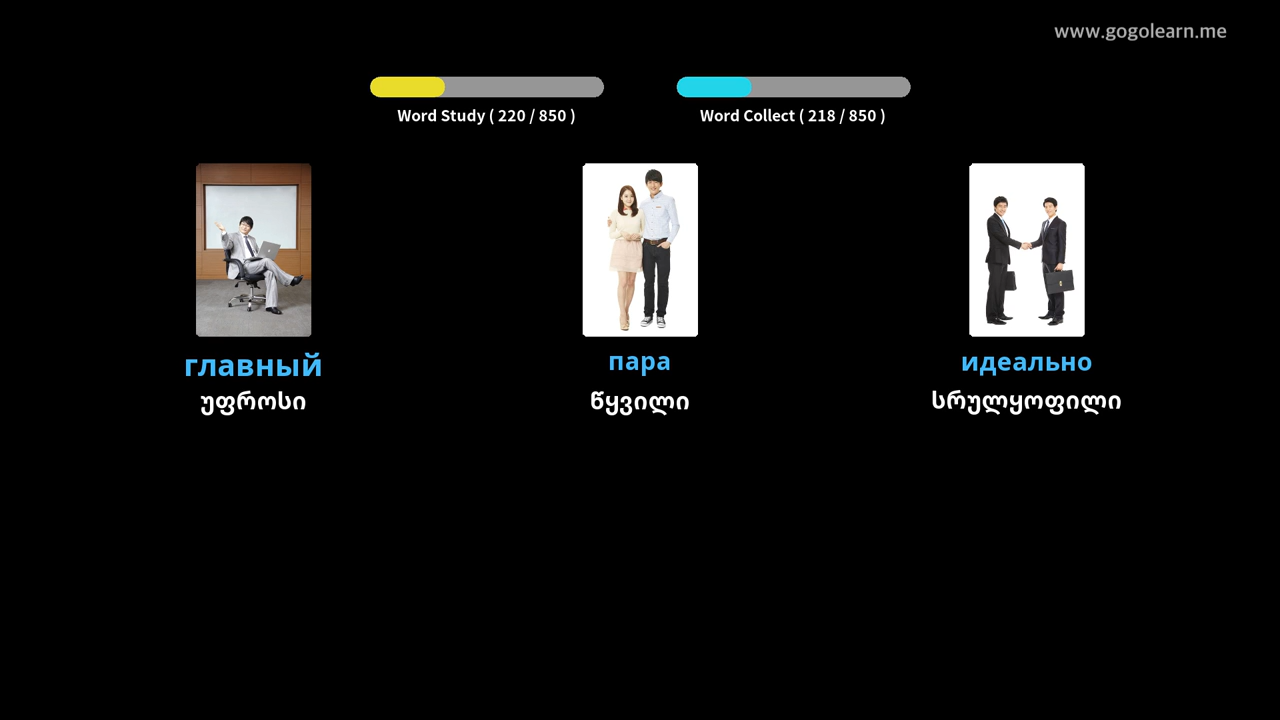 www.gogolearn.me
Word Study ( 220 / 850 )
Word Collect ( 218 / 850 )
главный
пара
идеально
უფროსი
წყვილი
სრულყოფილი